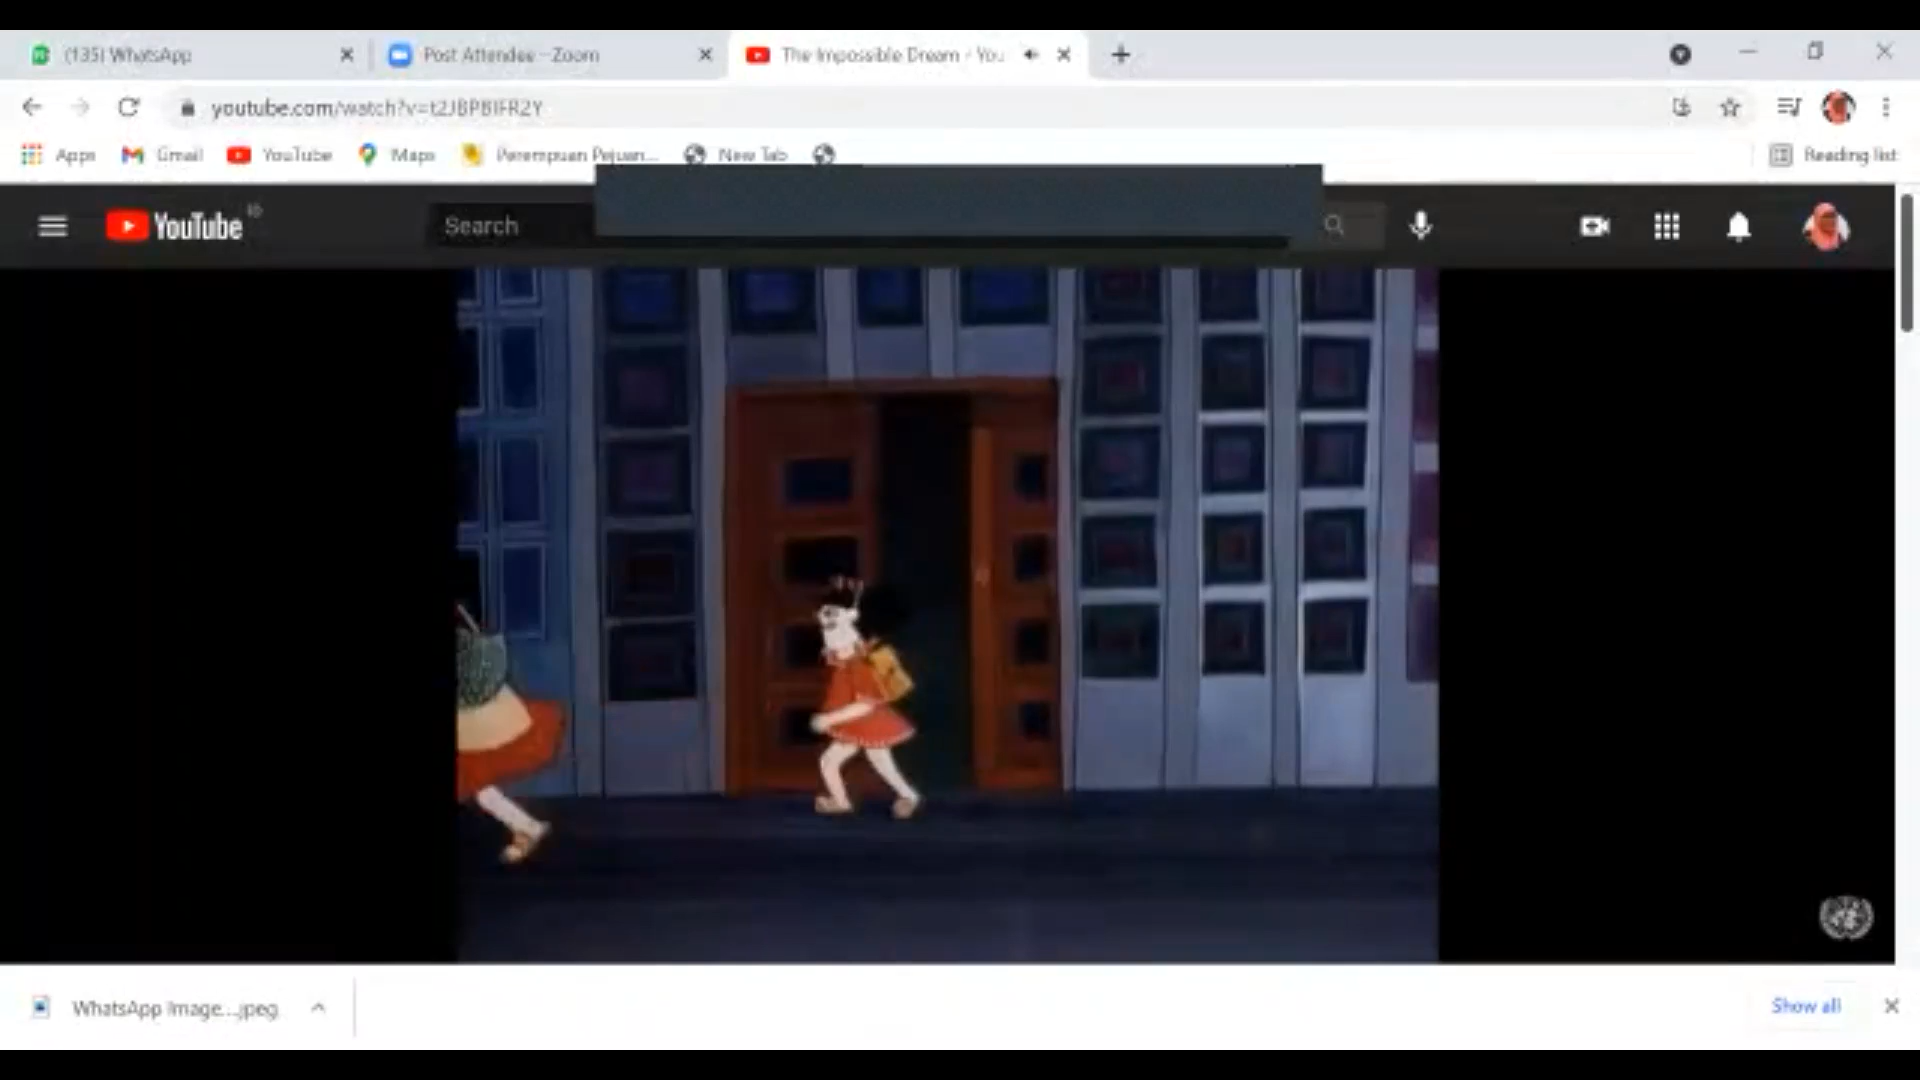 (135) WhatsApp
Post Attendee - Zoom
The Impossible Dream - You
youtube.com/watch?v=t2JBPBIFR2Y
Apps
Gmail
YouTube
Maps
Perempuan Pejuan...
New Tab
Reading list
YouTube
Search
WhatsApp Image....jpeg
Show all